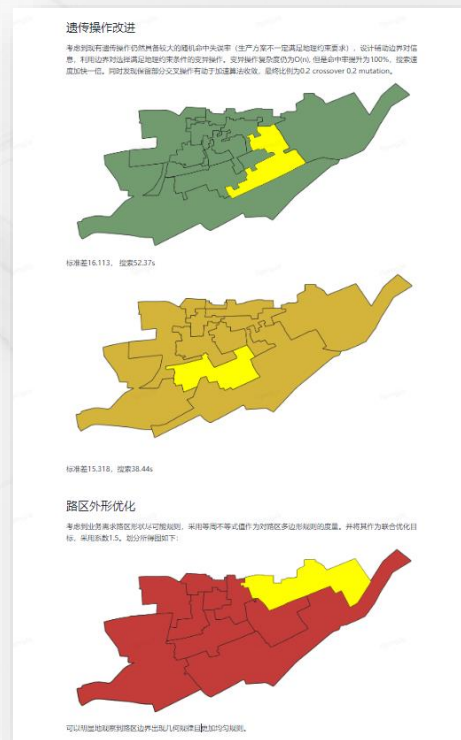 遗传操作改进
考虑到现有遗传操作仍然具备较大的随机命中失误率（生产方案不一定满足地理约束要求），设计辅助边界对信
息，利用边界对选择满足地理约束条件的变异操作。变异操作复杂度仍为O(n), 但是命中率提升为100%，搜索速
度加快一倍。同时发现保留部分交叉操作有助于加速算法收敛，最终比例为0.2 crossover 0.2 mutation。
标准差16.113， 搜索52.37s
标准差15.318，搜索38.44s
路区外形优化
考虑到业务需求路区形状尽可能规则，采用等周不等式值作为对路区多边形规则的度量。并将其作为联合优化目
标，采用系数1.5。划分所得图如下：
可以明显地观察到路区边界出现几何规律且更加均匀规则。